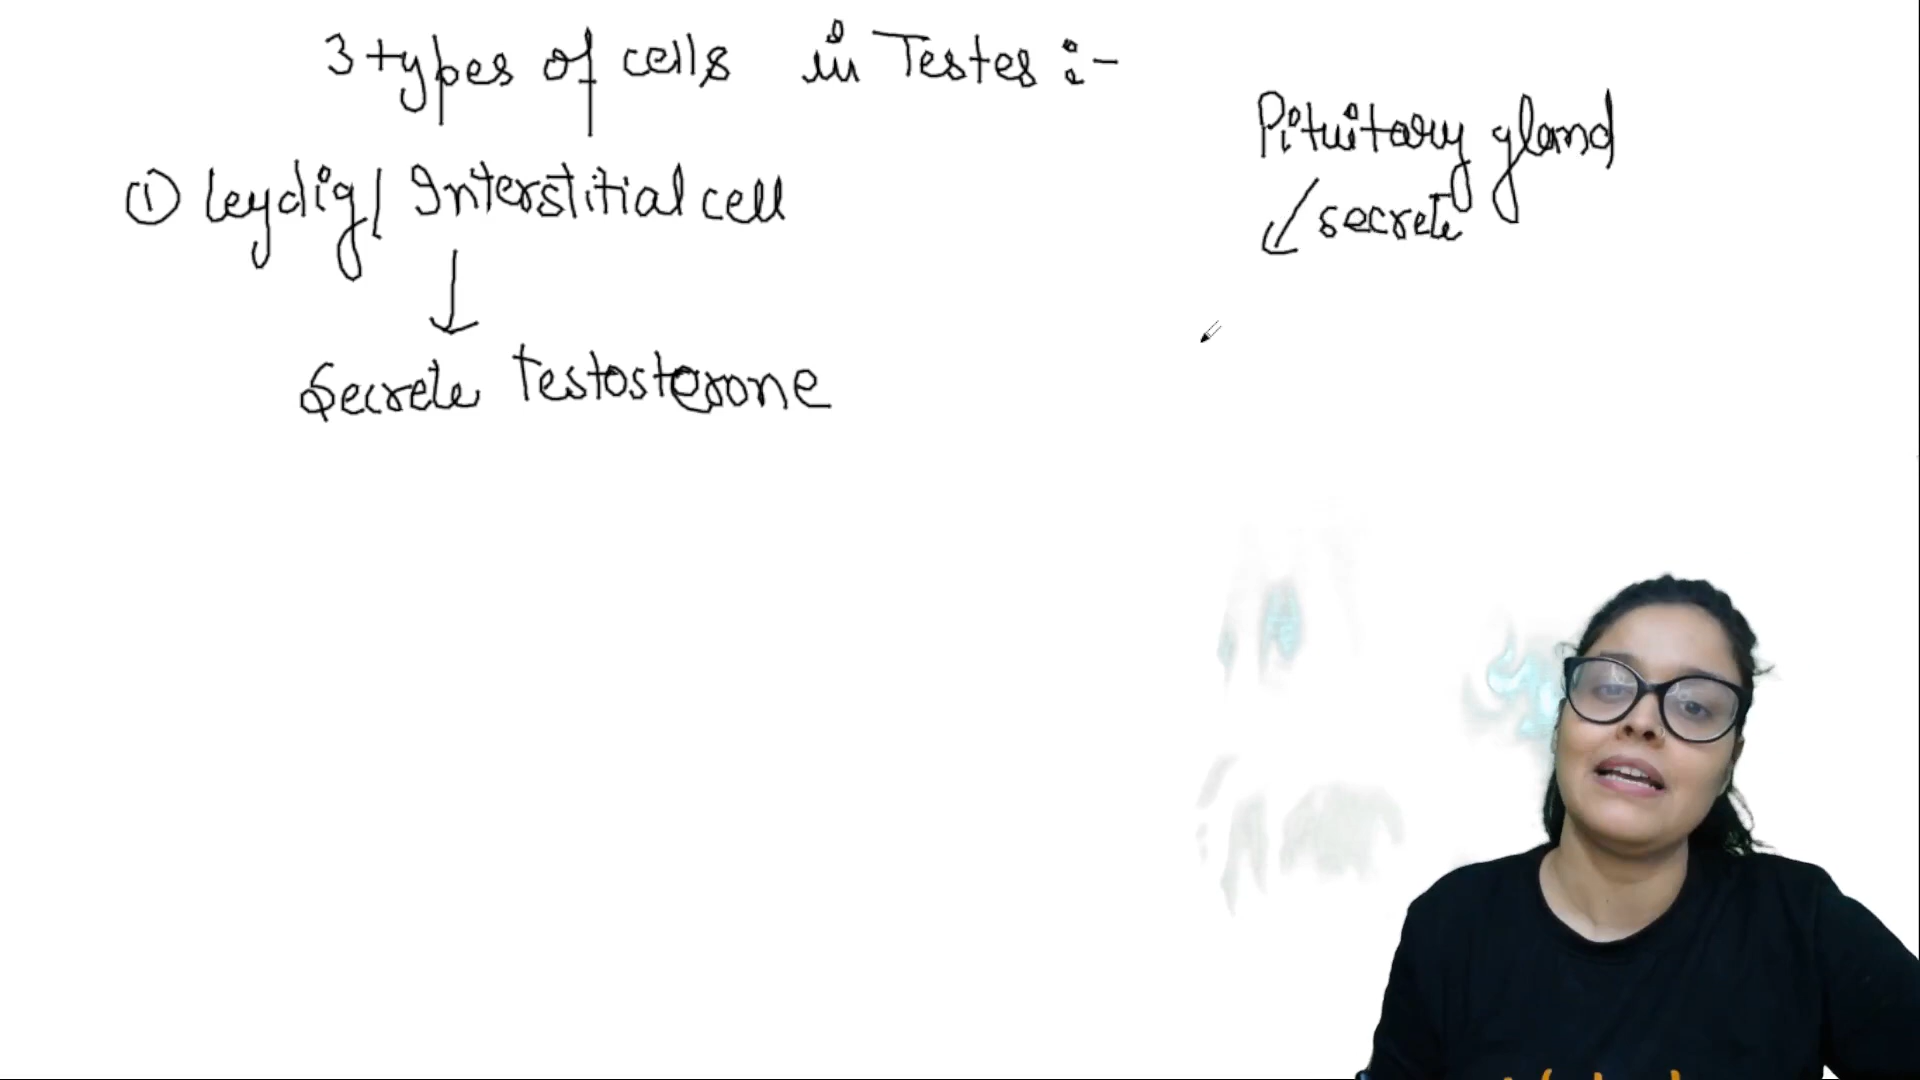 3 types of cells in Testes :-
① Leydig/ Interstitial cell
↓
Secrete Testosterone
Pituitary gland
↙ secrete